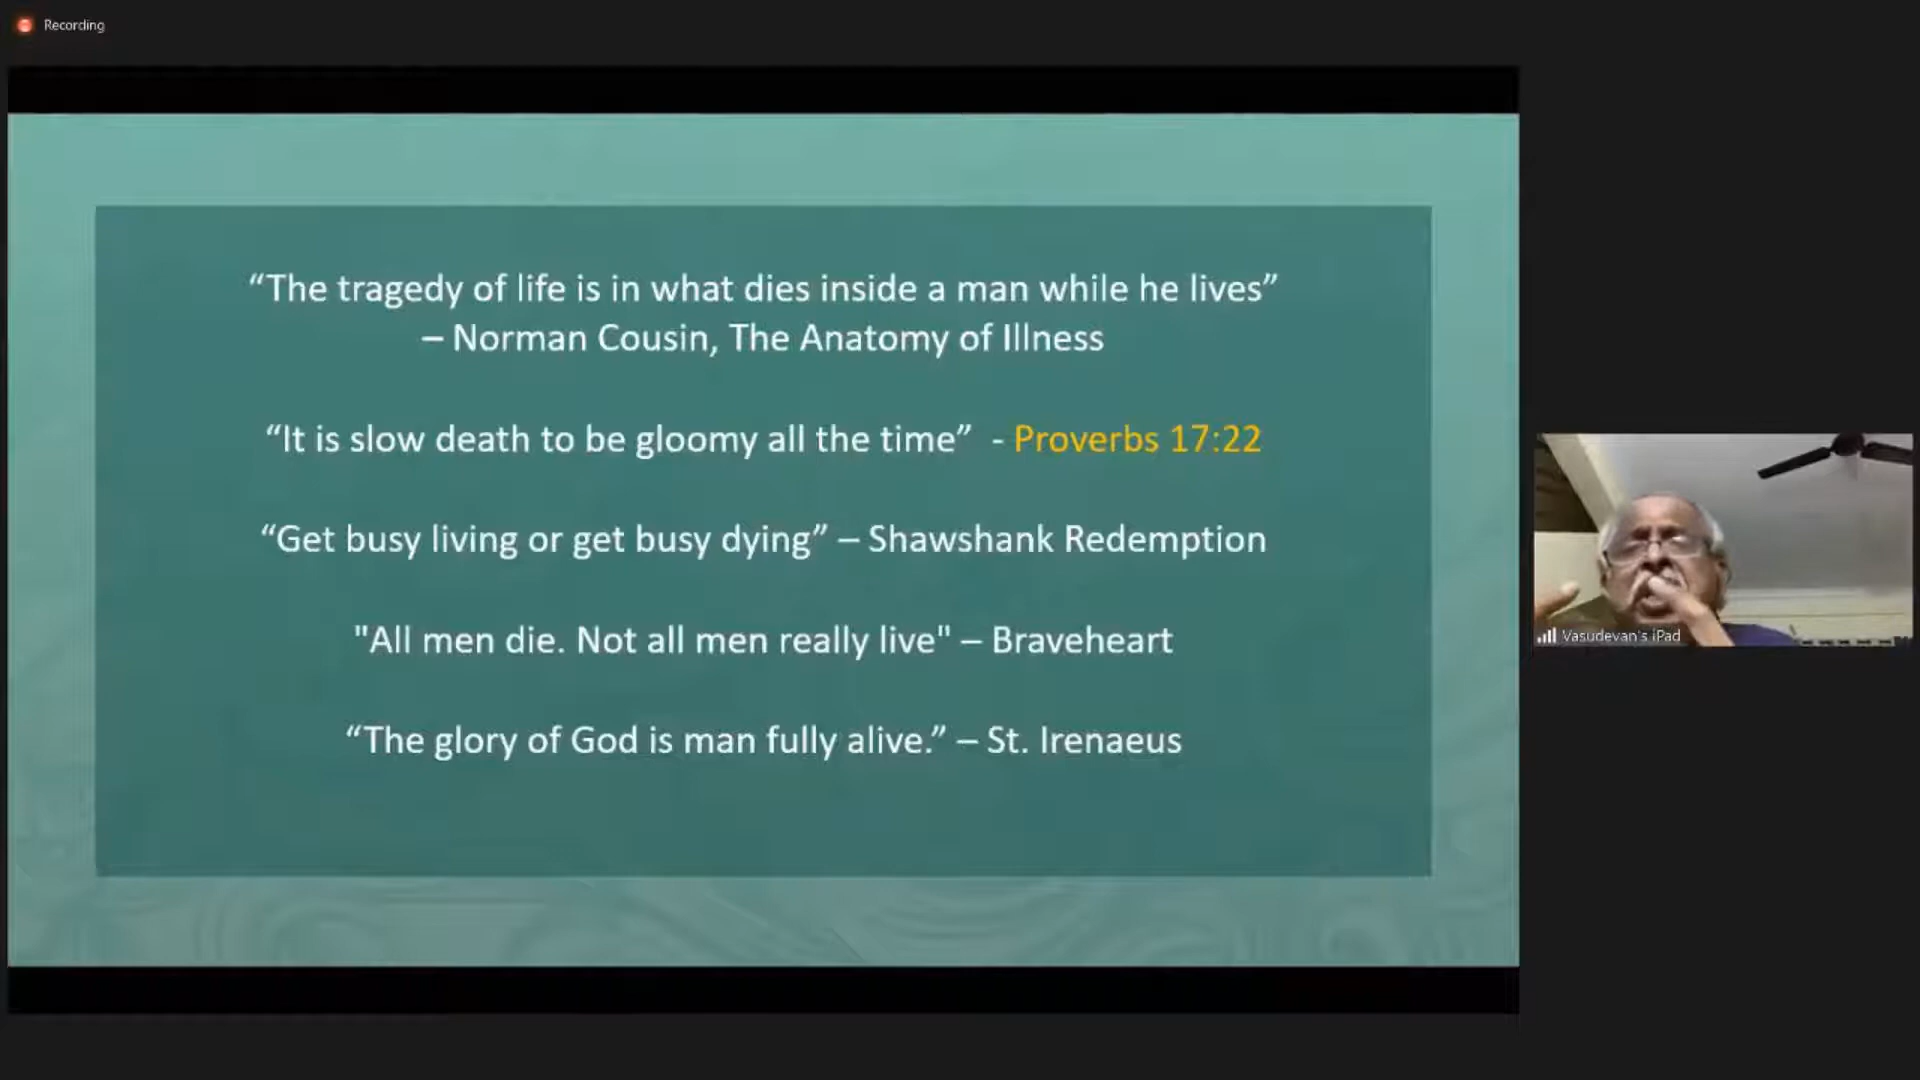 Recording
“The tragedy of life is in what dies inside a man while he lives”
– Norman Cousin, The Anatomy of Illness
“It is slow death to be gloomy all the time” - Proverbs 17:22
“Get busy living or get busy dying” – Shawshank Redemption
"All men die. Not all men really live" – Braveheart
“The glory of God is man fully alive.” – St. Irenaeus
Vasudevan's iPad